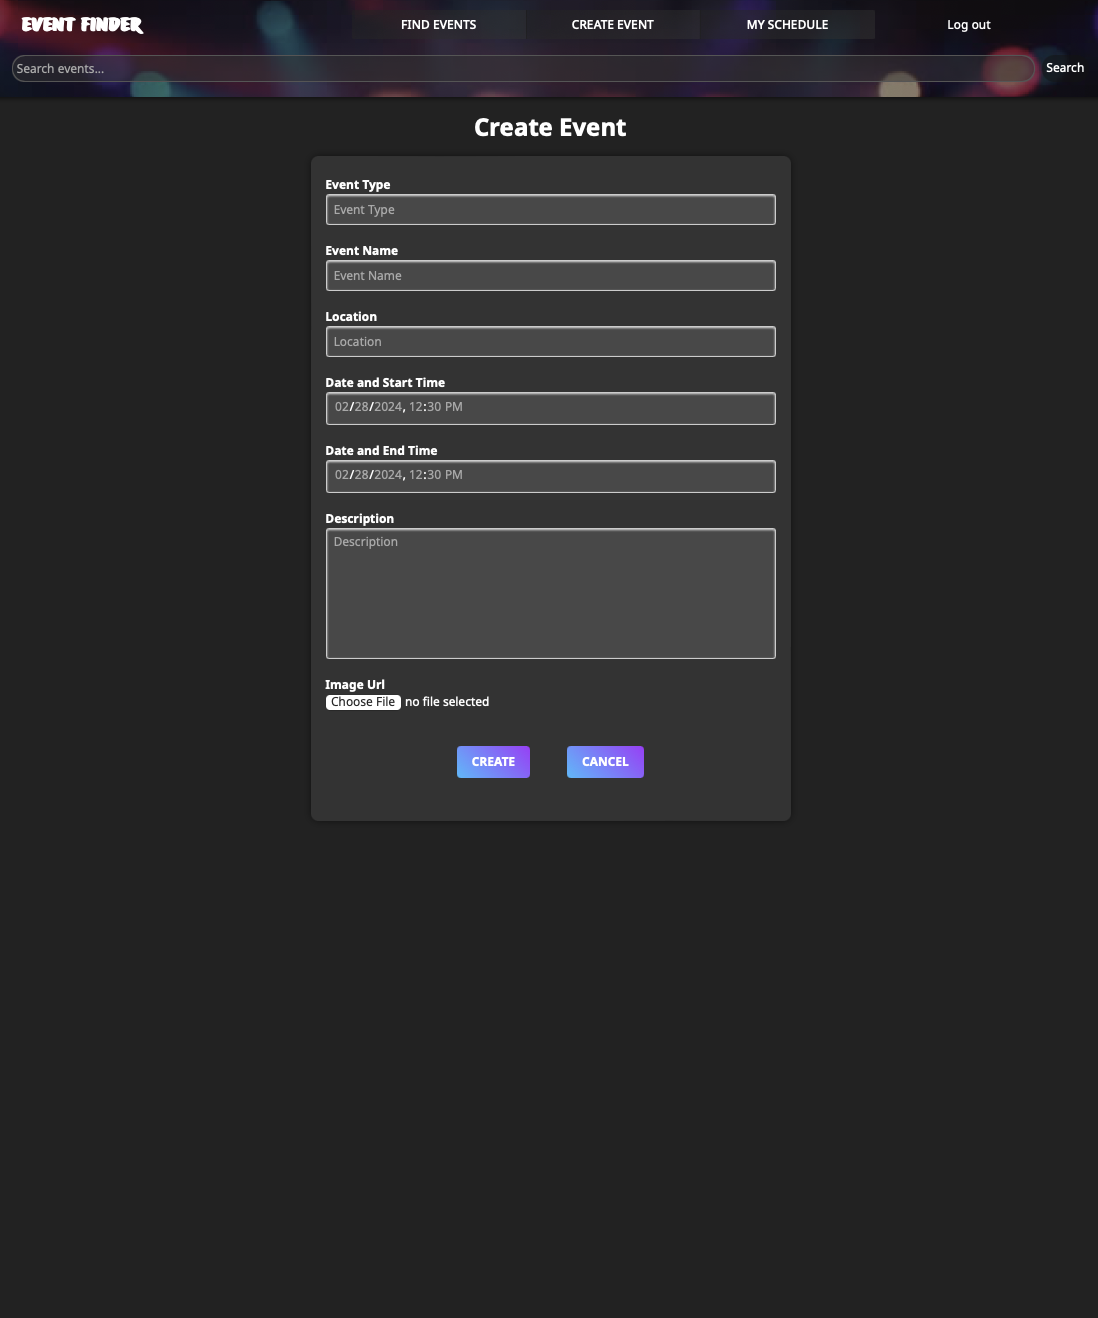 EVENT FINDER
FIND EVENTS
CREATE EVENT
MY SCHEDULE
Log out
Search events...
Search
Create Event
Event Type
Event Type
Event Name
Event Name
Location
Location
Date and Start Time
02/28/2024, 12:30 PM
Date and End Time
02/28/2024, 12:30 PM
Description
Description
Image Url
Choose File no file selected
CREATE
CANCEL